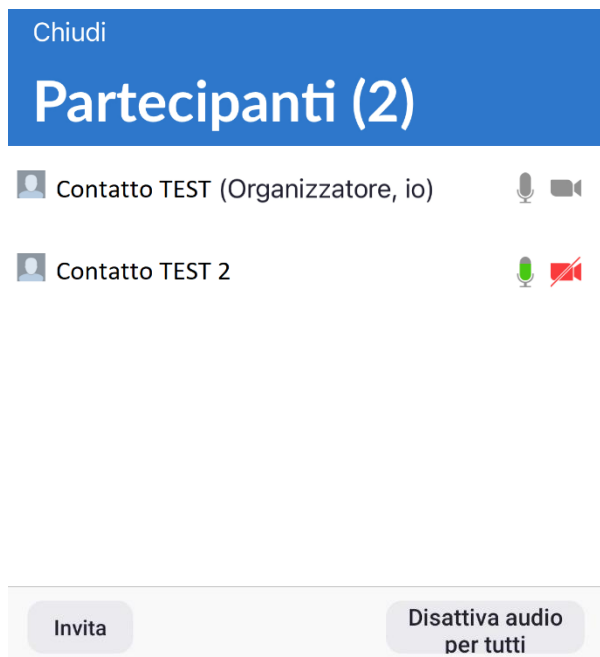 Chiudi
Partecipanti (2)
Contatto TEST (Organizzatore, io)
Contatto TEST 2
Invita
Disattiva audio
per tutti